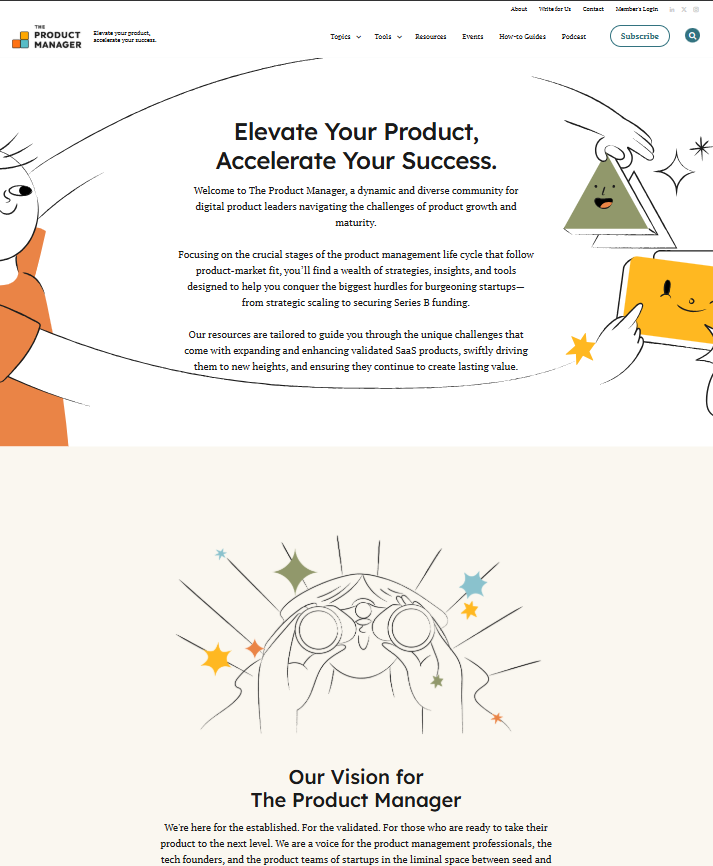 About Write for Us Contact Member's Login
THE
PRODUCT
MANAGER
Elevate your product,
accelerate your success.
Topics Tools Resources Events How-to Guides Podcast Subscribe
Elevate Your Product,
Accelerate Your Success.
Welcome to The Product Manager, a dynamic and diverse community for
digital product leaders navigating the challenges of product growth and
maturity.
Focusing on the crucial stages of the product management life cycle that follow
product-market fit, you'll find a wealth of strategies, insights, and tools
designed to help you conquer the biggest hurdles for burgeoning startups—
from strategic scaling to securing Series B funding.
Our resources are tailored to guide you through the unique challenges that
come with expanding and enhancing validated SaaS products, swiftly driving
them to new heights, and ensuring they continue to create lasting value.
Our Vision for
The Product Manager
We're here for the established. For the validated. For those who are ready to take their
product to the next level. We are a voice for the product management professionals, the
tech founders, and the product teams of startups in the liminal space between seed and